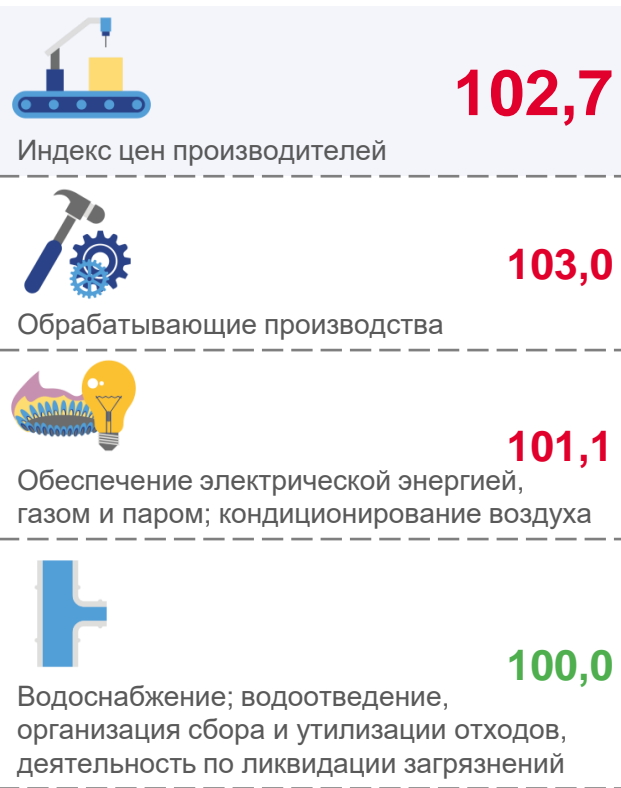 102,7
Индекс цен производителей
103,0
Обрабатывающие производства
101,1
Обеспечение электрической энергией,
газом и паром; кондиционирование воздуха
100,0
Водоснабжение; водоотведение,
организация сбора и утилизации отходов,
деятельность по ликвидации загрязнений